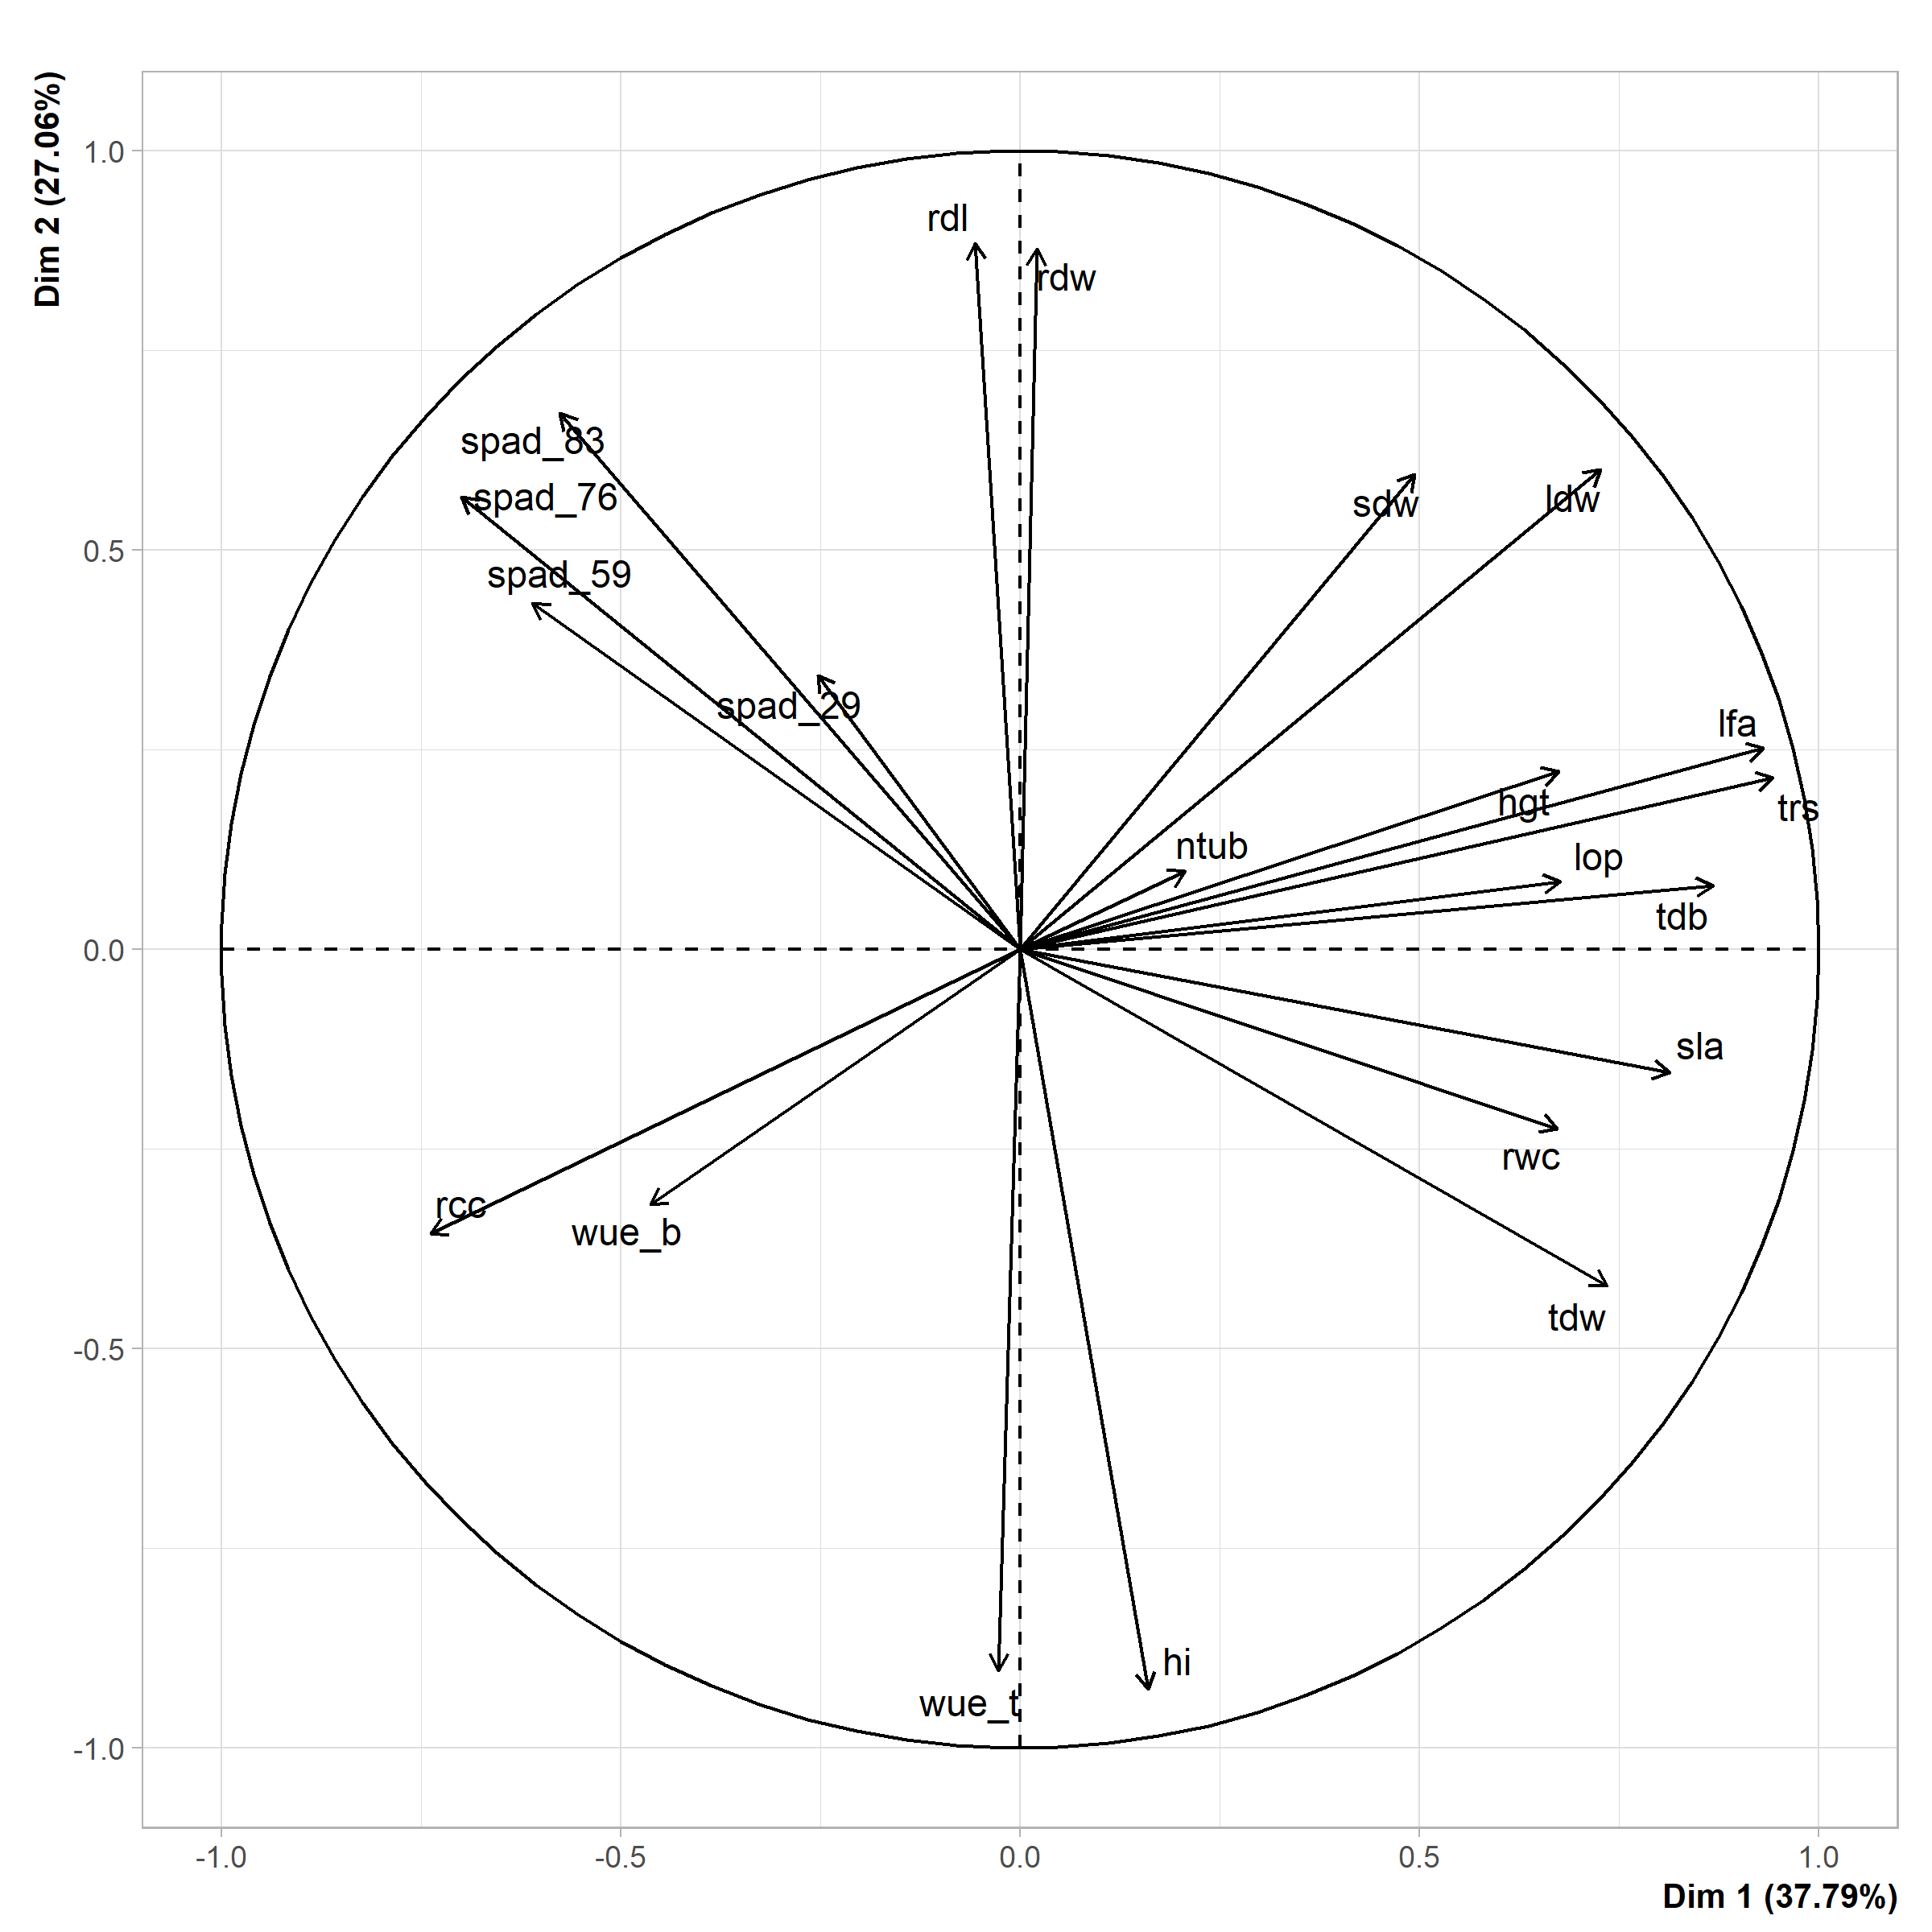 Dim 2 (27.06%)
1.0
0.5
0.0
-0.5
-1.0
rdl
rdw
spad_83
spad_76
sdw
ldw
spad_59
spad_29
lfa
hgt
trs
ntub
lop
tdb
sla
rwc
rcc
wue_b
tdw
hi
wue_t
-1.0
-0.5
0.0
0.5
1.0
Dim 1 (37.79%)